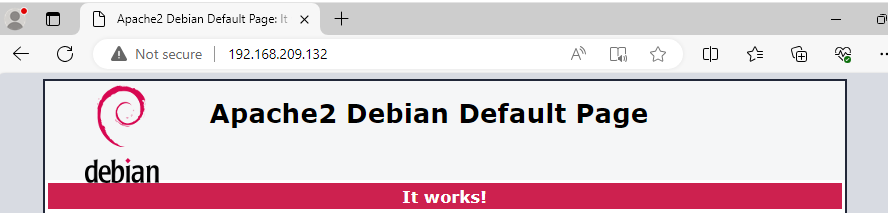 Apache2 Debian Default Page: It
Not secure 192.168.209.132
Apache2 Debian Default Page
debian
It works!